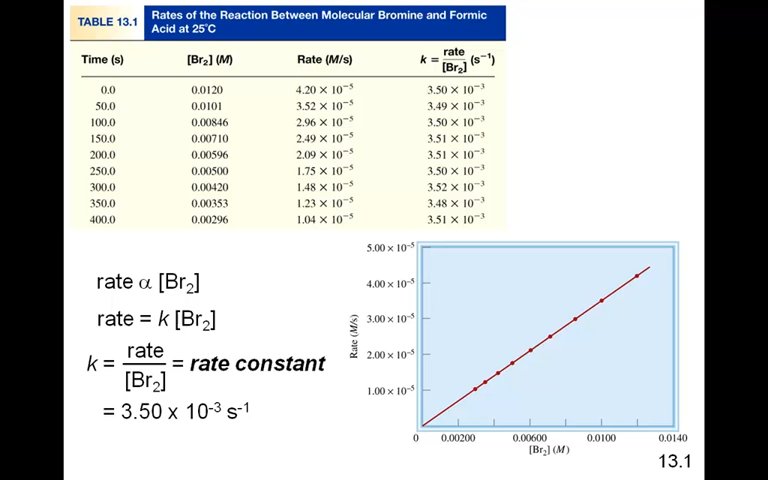 TABLE 13.1 Rates of the Reaction Between Molecular Bromine and Formic
Acid at 25°C
Time (s) [Br₂] (M) Rate (M/s) k = rate/[Br₂] (s⁻¹)
0.0 0.0120 4.20 × 10⁻⁵ 3.50 × 10⁻³
50.0 0.0101 3.52 × 10⁻⁵ 3.49 × 10⁻³
100.0 0.00846 2.96 × 10⁻⁵ 3.50 × 10⁻³
150.0 0.00710 2.49 × 10⁻⁵ 3.51 × 10⁻³
200.0 0.00596 2.09 × 10⁻⁵ 3.51 × 10⁻³
250.0 0.00500 1.75 × 10⁻⁵ 3.50 × 10⁻³
300.0 0.00420 1.48 × 10⁻⁵ 3.52 × 10⁻³
350.0 0.00353 1.23 × 10⁻⁵ 3.48 × 10⁻³
400.0 0.00296 1.04 × 10⁻⁵ 3.51 × 10⁻³
rate α [Br₂]
rate = k [Br₂]
k = rate/[Br₂] = rate constant
= 3.50 x 10⁻³ s⁻¹
5.00 × 10⁻⁵
4.00 × 10⁻⁵
3.00 × 10⁻⁵
2.00 × 10⁻⁵
1.00 × 10⁻⁵
Rate (M/s)
0 0.00200 0.00600 0.0100 0.0140
[Br₂] (M)
13.1